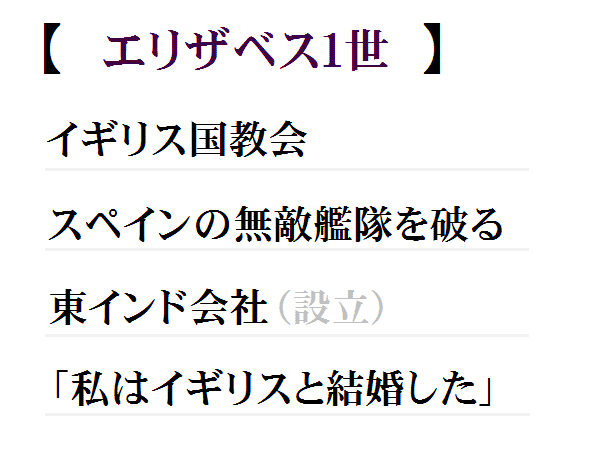 【 エリザベス1世 】
イギリス国教会
スペインの無敵艦隊を破る
東インド会社（設立）
「私はイギリスと結婚した」